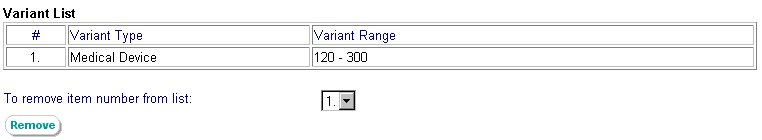 Variant List
# Variant Type Variant Range
1. Medical Device 120 - 300
To remove item number from list: 1.
Remove